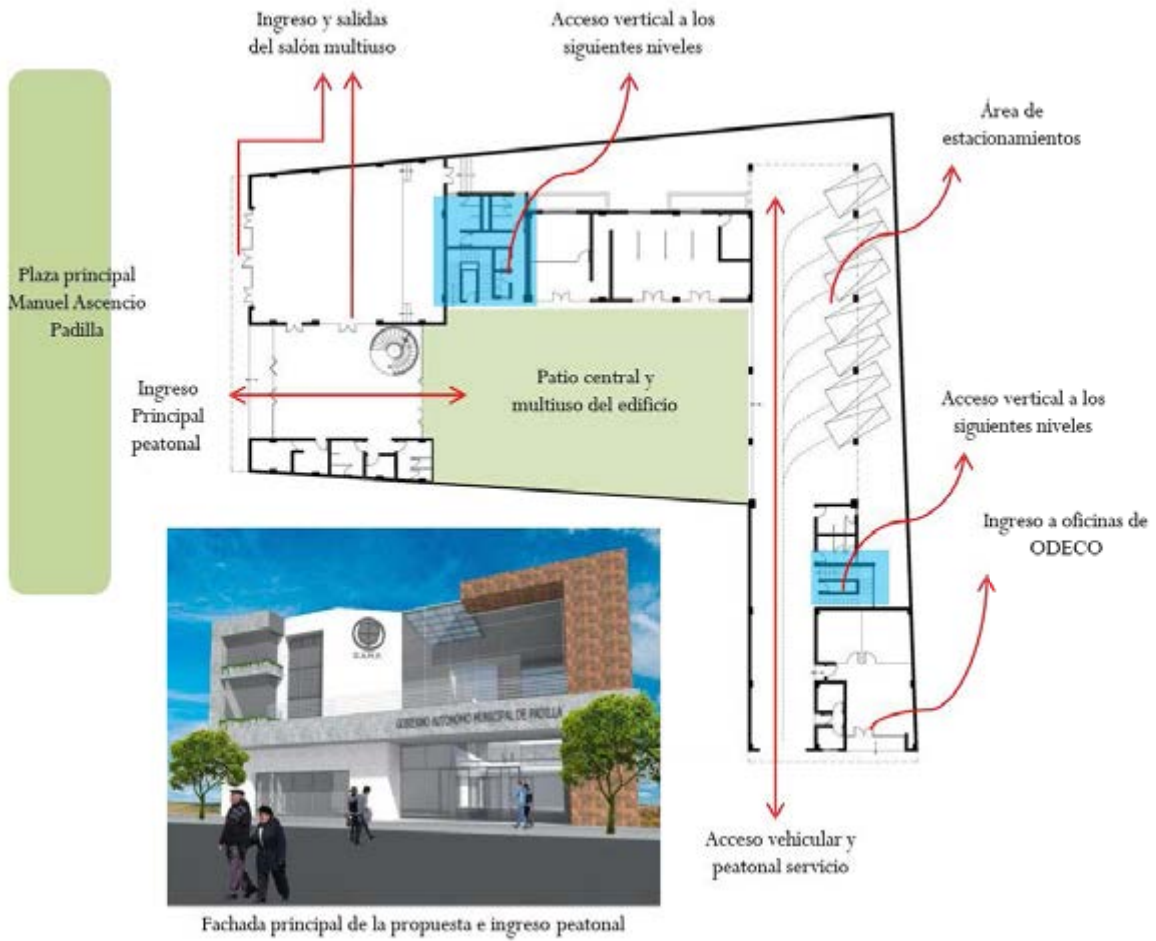 Ingreso y salidas
del salón multiuso
Acceso vertical a los
siguientes niveles
Área de
estacionamientos
Plaza principal
Manuel Ascencio
Padilla
Ingreso
Principal
peatonal
Patio central y
multiuso del edificio
Acceso vertical a los
siguientes niveles
Ingreso a oficinas de
ODECO
G.A.M.P.
GOBIERNO AUTONOMO MUNICIPAL DE PADILLA
Acceso vehicular y
peatonal servicio
Fachada principal de la propuesta e ingreso peatonal